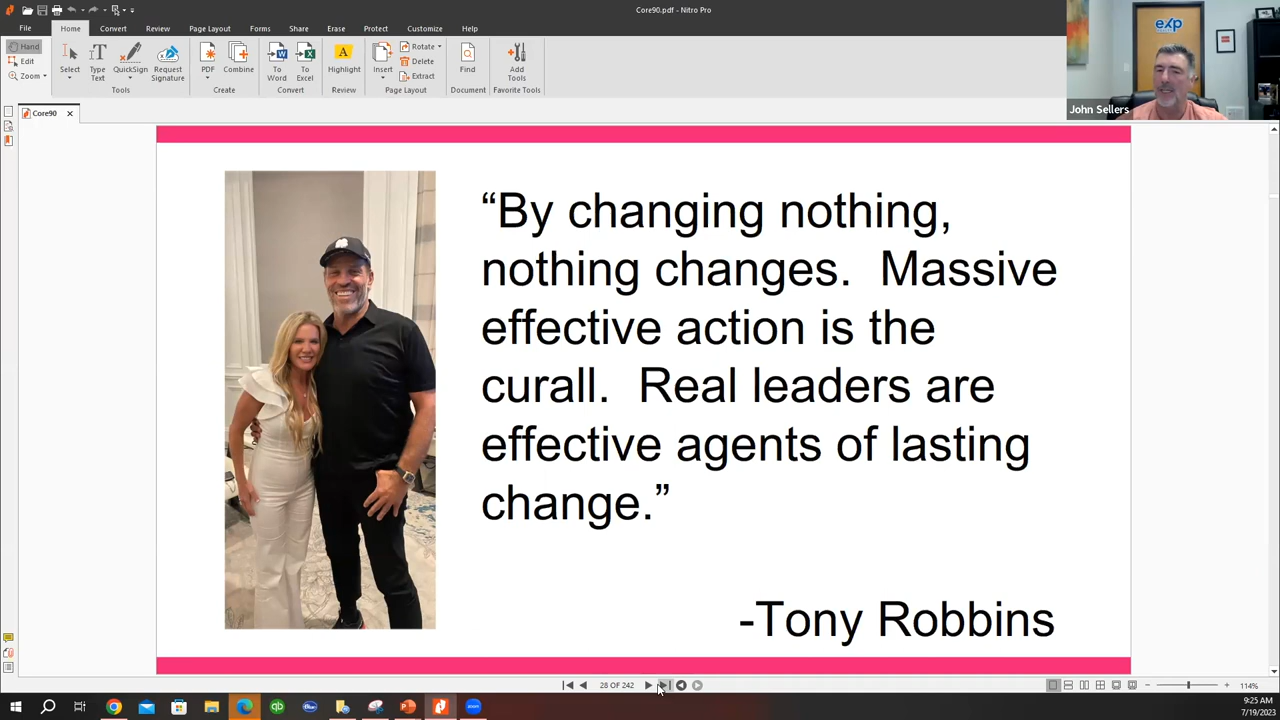 Core90.pdf - Nitro Pro
File Home Convert Review Page Layout Forms Share Erase Protect Customize Help
Hand
Edit
Zoom
Select
Type Text
QuickSign
Request Signature
Tools
PDF
Combine
Create
To Word
To Excel
Convert
Highlight
Review
Insert
Rotate
Delete
Extract
Page Layout
Find
Document
Add Tools
Favorite Tools
exp
John Sellers
Core90
“By changing nothing,
nothing changes.  Massive
effective action is the
curall.  Real leaders are
effective agents of lasting
change.”
-Tony Robbins
28 OF 242
114%
9:25 AM
7/19/2023